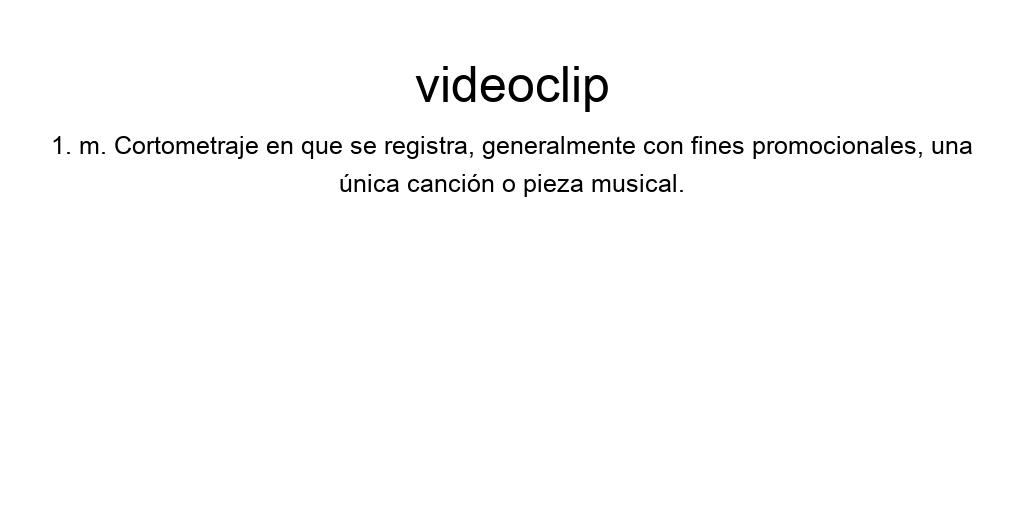 videoclip
1. m. Cortometraje en que se registra, generalmente con fines promocionales, una
única canción o pieza musical.